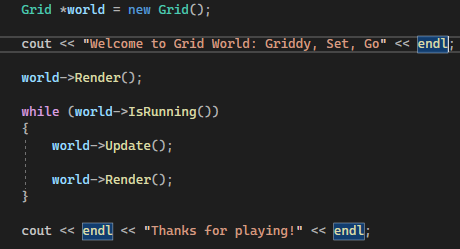 Grid *world = new Grid();
cout << "Welcome to Grid World: Griddy, Set, Go" << endl;
world->Render();
while (world->IsRunning())
{
world->Update();
world->Render();
}
cout << endl << "Thanks for playing!" << endl;